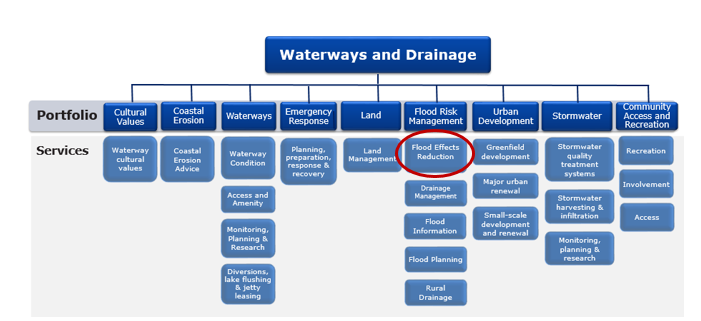 Waterways and Drainage
Portfolio
Cultural
Values
Coastal
Erosion
Waterways
Emergency
Response
Land
Flood Risk
Management
Urban
Development
Stormwater
Community
Access and
Recreation
Services
Waterway
cultural
values
Coastal
Erosion
Advice
Waterway
Condition
Access and
Amenity
Monitoring,
Planning &
Research
Diversions,
lake flushing
& jetty
leasing
Planning,
preparation,
response &
recovery
Land
Management
Flood Effects
Reduction
Drainage
Management
Flood
Information
Flood Planning
Rural
Drainage
Greenfield
development
Major urban
renewal
Small-scale
development
and renewal
Stormwater
quality
treatment
systems
Stormwater
harvesting &
infiltration
Monitoring,
planning &
research
Recreation
Involvement
Access